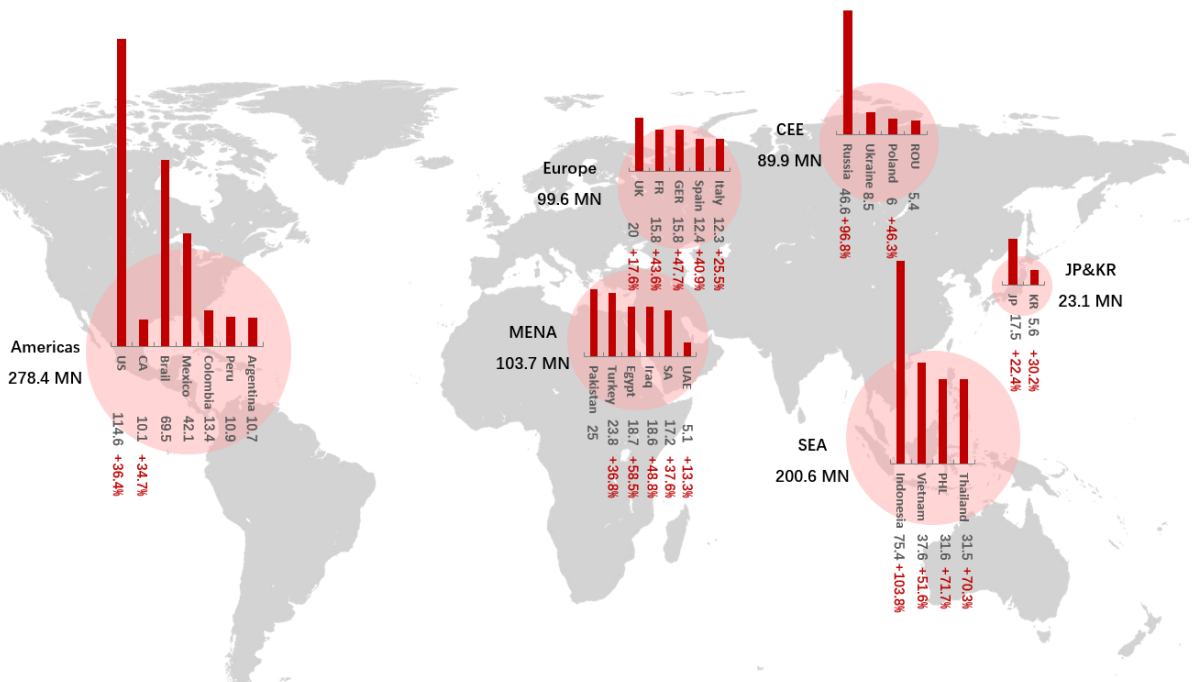 Americas
278.4 MN
US 114.6 +36.4%
CA 10.1 +34.7%
Brail 69.5
Mexico 42.1
Colombia 13.4
Peru 10.9
Argentina 10.7
Europe
99.6 MN
UK 20 +17.6%
FR 15.8 +43.6%
GER 15.8 +47.7%
Spain 12.4 +40.9%
Italy 12.3 +25.5%
MENA
103.7 MN
Pakistan 25
Turkey 23.8 +36.8%
Egypt 18.7 +58.5%
Iraq 18.6 +48.8%
SA 17.2 +37.6%
UAE 5.1 +13.3%
CEE
89.9 MN
Russia 46.6 +96.8%
Ukraine 8.5
Poland 6 +46.3%
ROU 5.4
JP&KR
23.1 MN
JP 17.5 +22.4%
KR 5.6 +30.2%
SEA
200.6 MN
Indonesia 75.4 +103.8%
Vietnam 37.6 +51.6%
PHL 31.6 +71.7%
Thailand 31.5 +70.3%